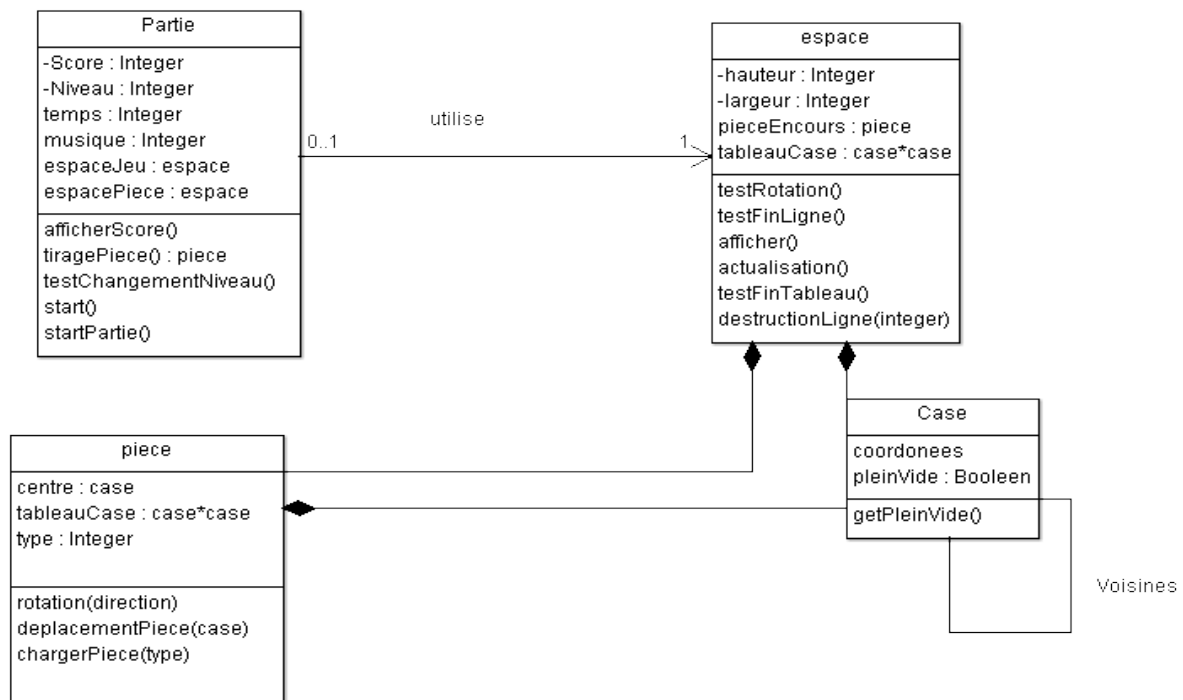 Partie
-Score : Integer
-Niveau : Integer
temps : Integer
musique : Integer
espaceJeu : espace
espacePiece : espace
afficherScore()
tiragePiece() : piece
testChangementNiveau()
start()
startPartie()
utilise
0..1
1
espace
-hauteur : Integer
-largeur : Integer
pieceEncours : piece
tableauCase : case*case
testRotation()
testFinLigne()
afficher()
actualisation()
testFinTableau()
destructionLigne(integer)
piece
centre : case
tableauCase : case*case
type : Integer
rotation(direction)
deplacementPiece(case)
chargerPiece(type)
Case
coordonees
pleinVide : Booleen
getPleinVide()
Voisines